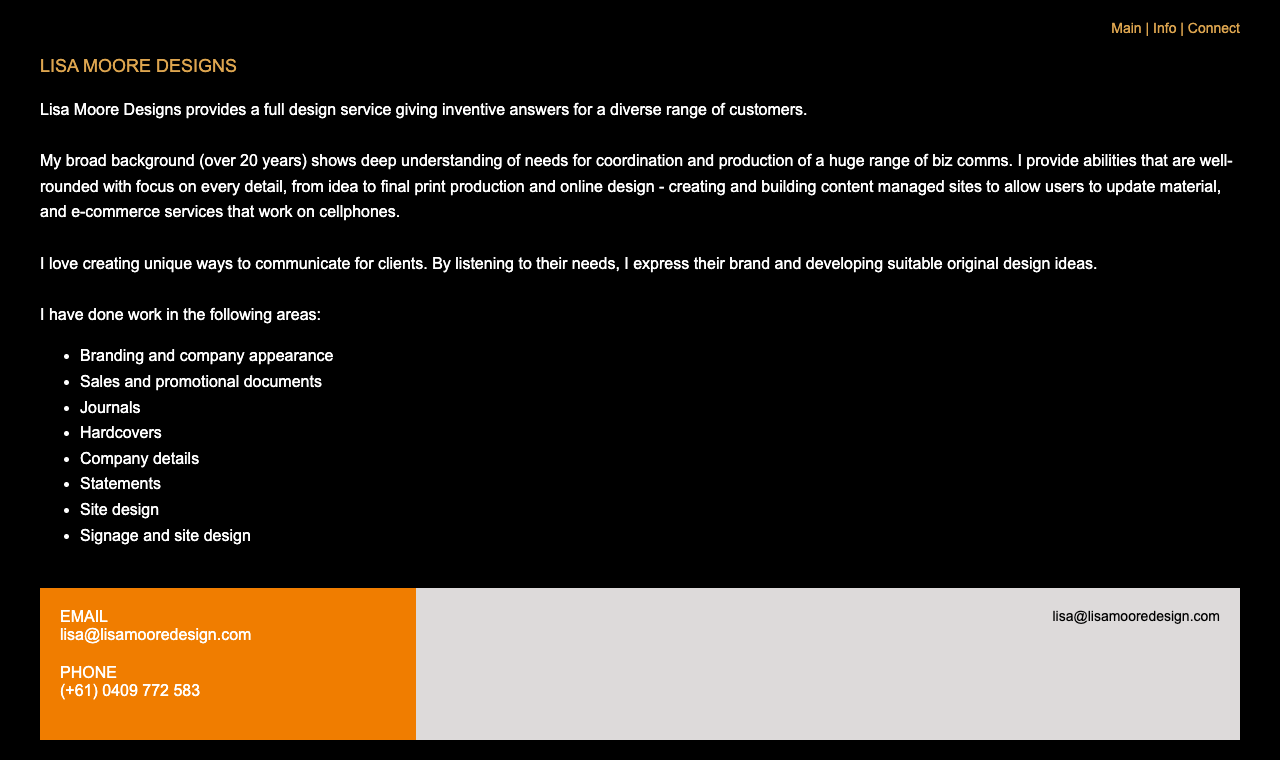 Main | Info | Connect
LISA MOORE DESIGNS
Lisa Moore Designs provides a full design service giving inventive answers for a diverse range of customers.
My broad background (over 20 years) shows deep understanding of needs for coordination and production of a huge range of biz comms. I provide abilities that are well-
rounded with focus on every detail, from idea to final print production and online design - creating and building content managed sites to allow users to update material,
and e-commerce services that work on cellphones.
I love creating unique ways to communicate for clients. By listening to their needs, I express their brand and developing suitable original design ideas.
I have done work in the following areas:
• Branding and company appearance
• Sales and promotional documents
• Journals
• Hardcovers
• Company details
• Statements
• Site design
• Signage and site design
EMAIL
lisa@lisamooredesign.com
PHONE
(+61) 0409 772 583
lisa@lisamooredesign.com